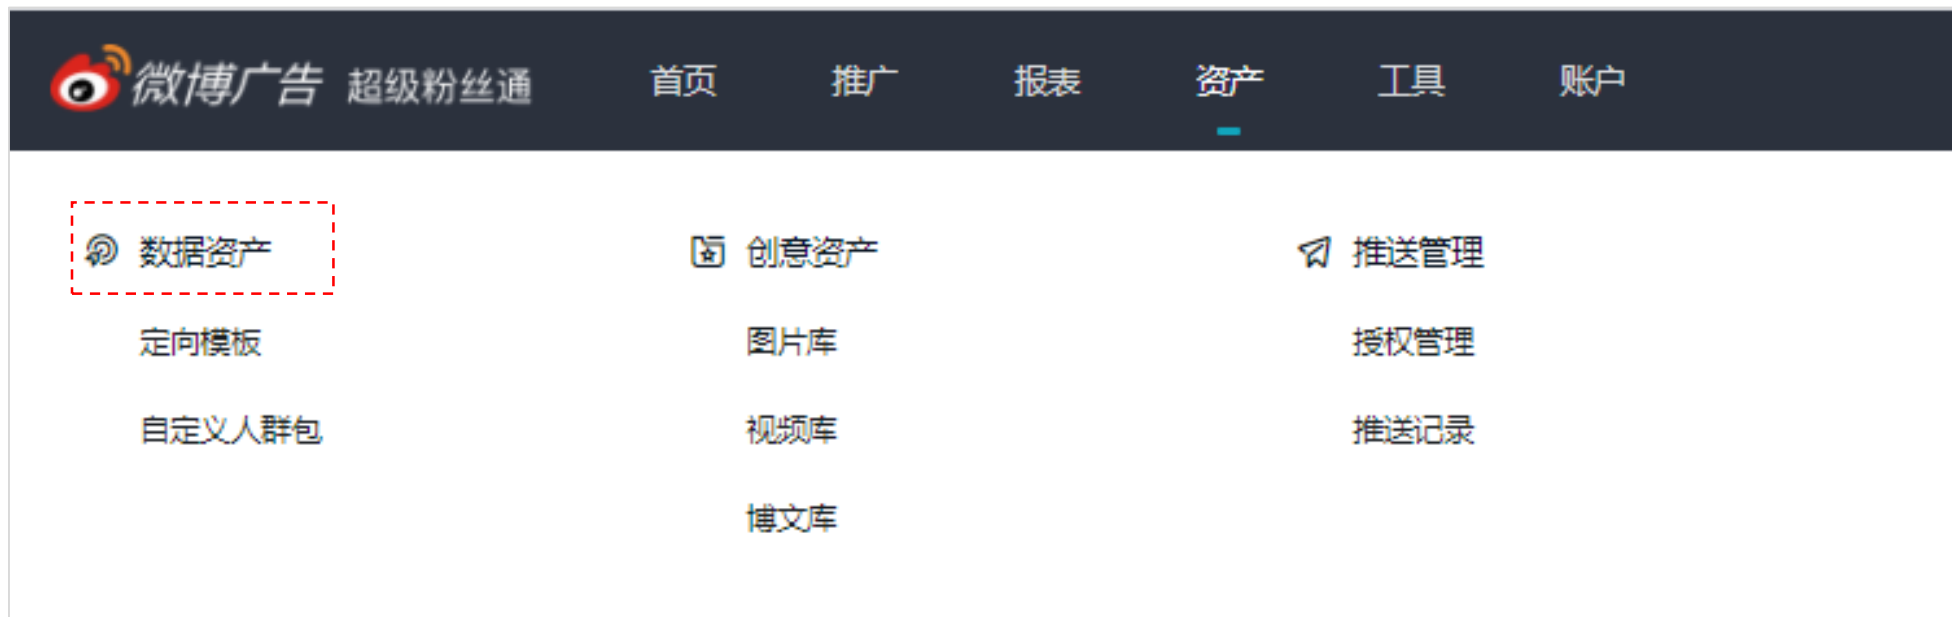 微博广告 超级粉丝通 首页 推广 报表 资产 工具 账户
数据资产 创意资产 推送管理
定向模板 图片库 授权管理
自定义人群包 视频库 推送记录
博文库